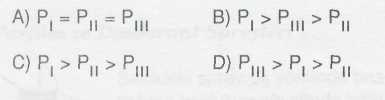 A) P_I = P_II = P_III B) P_I > P_III > P_II
C) P_I > P_II > P_III D) P_III > P_I > P_II